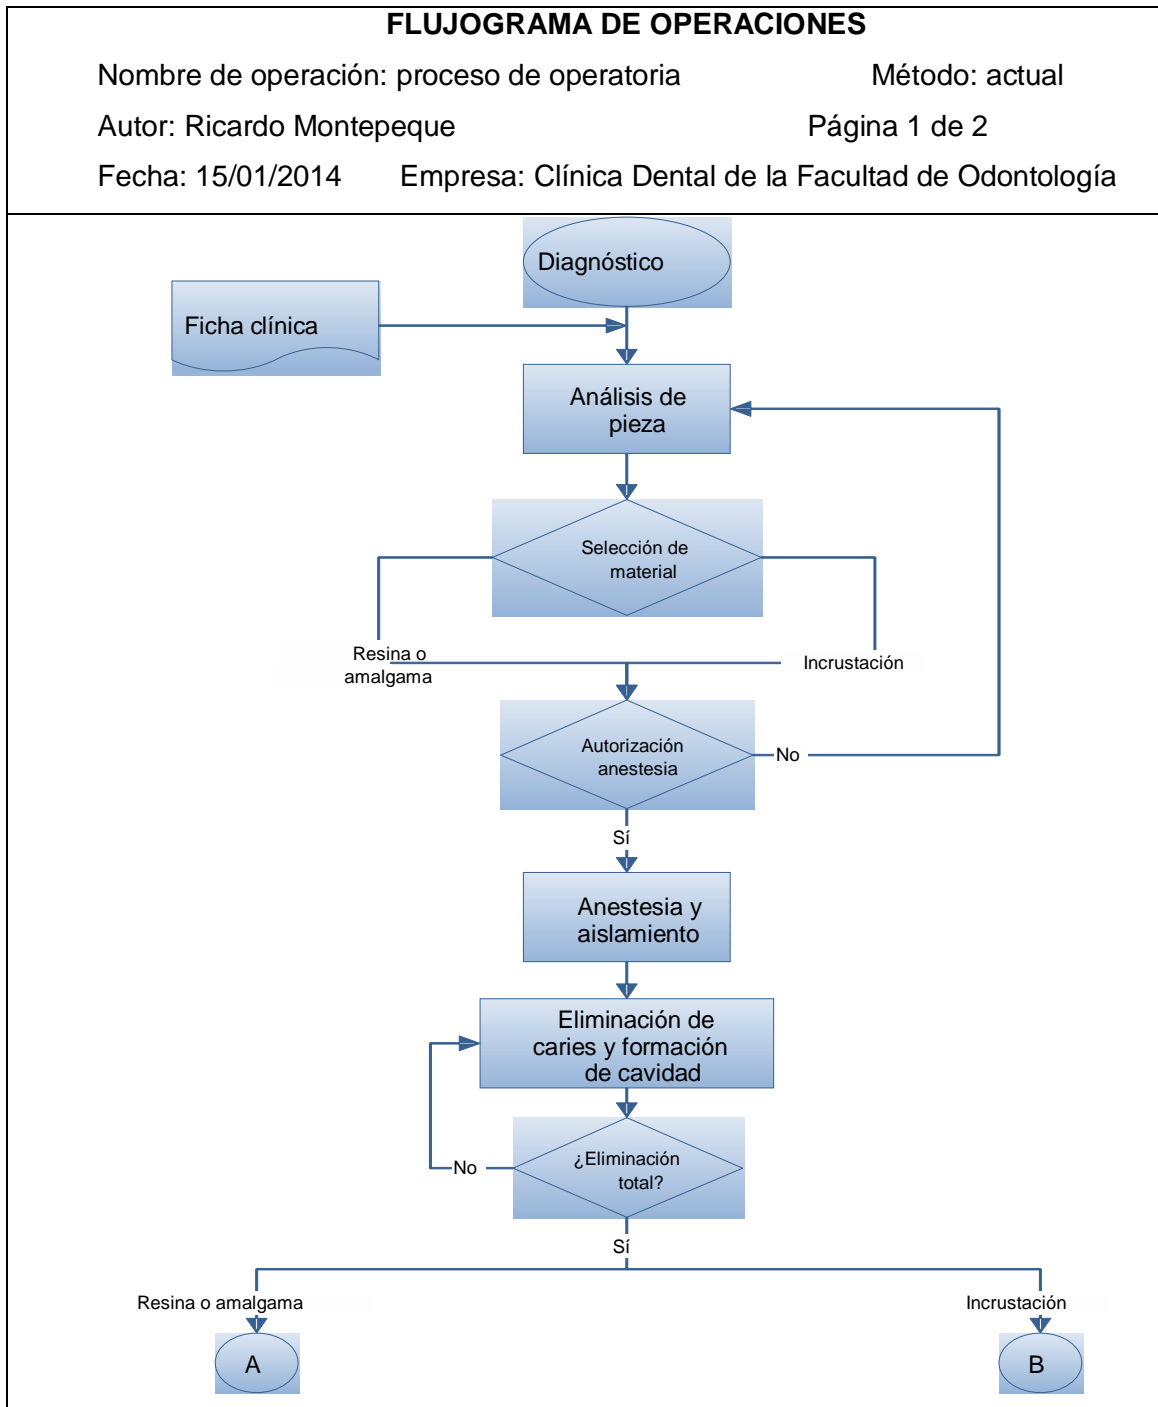 FLUJOGRAMA DE OPERACIONES
Nombre de operación: proceso de operatoria Método: actual
Autor: Ricardo Montepeque Página 1 de 2
Fecha: 15/01/2014 Empresa: Clínica Dental de la Facultad de Odontología
Diagnóstico
Ficha clínica
Análisis de
pieza
Selección de
material
Resina o
amalgama
Incrustación
Autorización
anestesia
No
Sí
Anestesia y
aislamiento
Eliminación de
caries y formación
de cavidad
¿Eliminación
total?
No
Sí
Resina o amalgama
Incrustación
A
B